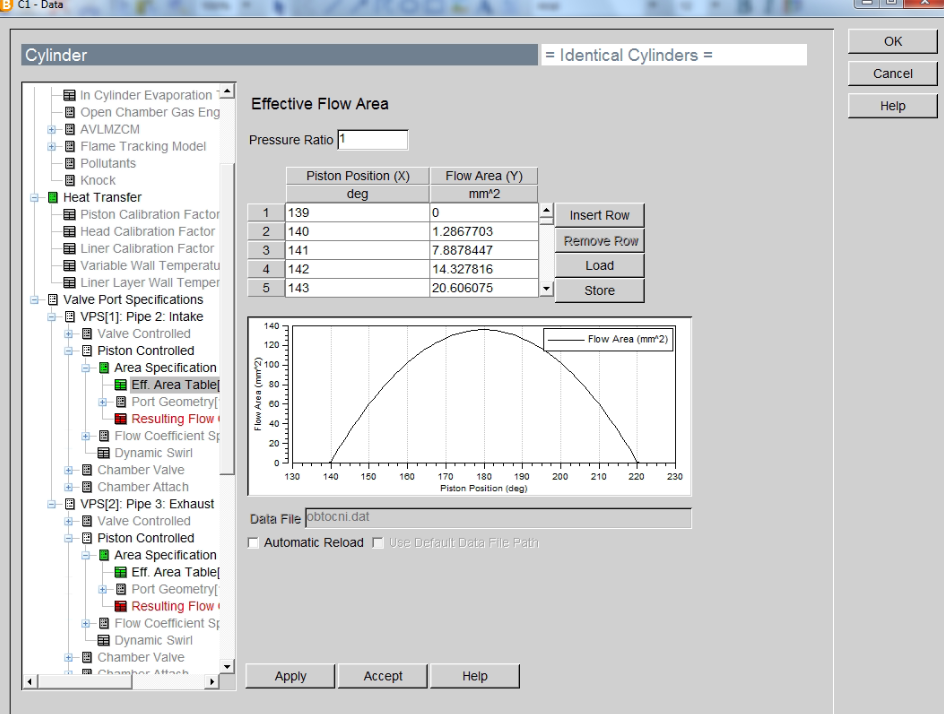 C1 - Data
Cylinder
= Identical Cylinders =
OK
Cancel
Help
In Cylinder Evaporation
Open Chamber Gas Eng
AVLMZCM
Flame Tracking Model
Pollutants
Knock
Heat Transfer
Piston Calibration Factor
Head Calibration Factor
Liner Calibration Factor
Variable Wall Temperatu
Liner Layer Wall Temper
Valve Port Specifications
VPS[1]: Pipe 2: Intake
Valve Controlled
Piston Controlled
Area Specification
Eff. Area Table[
Port Geometry[
Resulting Flow
Flow Coefficient Sp
Dynamic Swirl
Chamber Valve
Chamber Attach
VPS[2]: Pipe 3: Exhaust
Valve Controlled
Piston Controlled
Area Specification
Eff. Area Table[
Port Geometry[
Resulting Flow
Flow Coefficient Sp
Dynamic Swirl
Chamber Valve
Chamber Attach
Effective Flow Area
Pressure Ratio 1
Piston Position (X) Flow Area (Y)
deg mm^2
1 139 0
2 140 1.2867703
3 141 7.8878447
4 142 14.327816
5 143 20.606075
Insert Row
Remove Row
Load
Store
Flow Area (mm^2)
140
120
100
80
60
40
20
0
Flow Area (mm^2)
130 140 150 160 170 180 190 200 210 220 230
Piston Position (deg)
Data File obtocni.dat
Automatic Reload Use Default Data File Path
Apply Accept Help